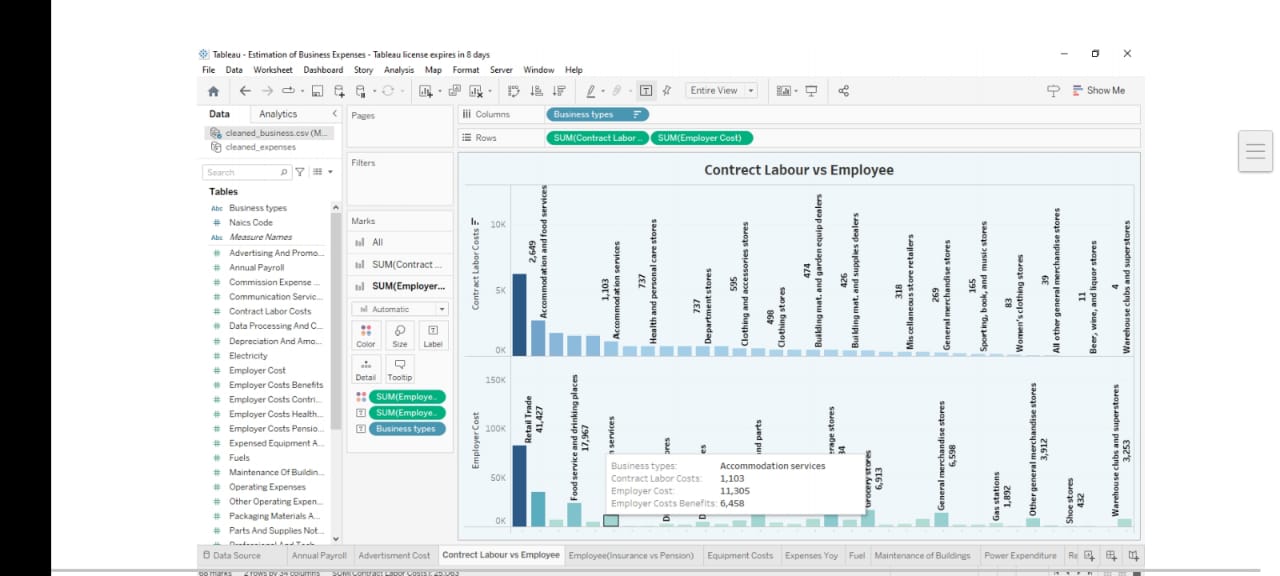 Tableau - Estimation of Business Expenses - Tableau license expires in 8 days
File Data Worksheet Dashboard Story Analysis Map Format Server Window Help
Entire View
Show Me
Data Analytics
cleaned_business.csv (M...
cleaned_expenses
Search
Tables
Abc Business types
# Naics Code
Abc Measure Names
# Advertising And Promo...
# Annual Payroll
# Commission Expense ...
# Communication Servic...
# Contract Labor Costs
# Data Processing And C...
# Depreciation And Amo...
# Electricity
# Employer Cost
# Employer Costs Benefits
# Employer Costs Contri...
# Employer Costs Health...
# Employer Costs Pensio...
# Expensed Equipment A...
# Fuels
# Maintenance Of Buildin...
# Operating Expenses
# Other Operating Expen...
# Packaging Materials A...
# Parts And Supplies Not...
Pages
Filters
Marks
All
SUM(Contract ...
SUM(Employer...
Automatic
Color Size Label
Detail Tooltip
SUM(Employe..
SUM(Employe..
Business types
Columns
Business types
Rows
SUM(Contract Labor .. SUM(Employer Cost)
Contrect Labour vs Employee
Contract Labor Costs
10K
5K
0K
2,649
Accommodation and food services
1,103
Accommodation services
737
Health and personal care stores
737
Department stores
595
Clothing and accessories stores
498
Clothing stores
474
Building mat. and garden equip dealers
426
Building mat. and supplies dealers
318
Miscellaneous store retailers
269
General merchandise stores
165
Sporting, book, and music stores
83
Women's clothing stores
39
All other general merchandise stores
11
Beer, wine, and liquor stores
4
Warehouse clubs and superstores
Employer Cost
150K
100K
50K
0K
Retail Trade
41,427
Food service and drinking places
17,967
services
nd parts
erage stores
Grocery stores
6,913
General merchandise stores
6,598
Gas stations
1,892
Other general merchandise stores
3,912
Shoe stores
432
Warehouse clubs and superstores
3,253
Business types: Accommodation services
Contract Labor Costs: 1,103
Employer Cost: 11,305
Employer Costs Benefits: 6,458
Data Source Annual Payroll Advertisment Cost Contrect Labour vs Employee Employee(Insurance vs Pension) Equipment Costs Expenses Yoy Fuel Maintenance of Buildings Power Expenditure Re
68 marks 2 rows by 34 columns SUM(Contract Labor Costs): 25,063